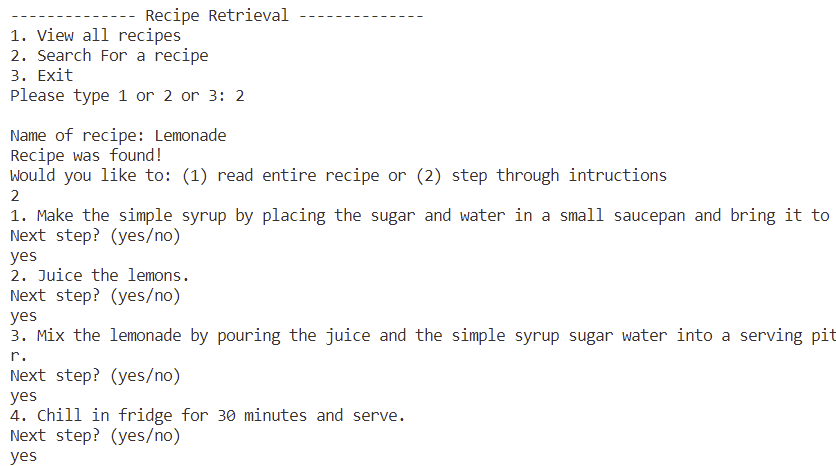 -------------- Recipe Retrieval --------------
1. View all recipes
2. Search For a recipe
3. Exit
Please type 1 or 2 or 3: 2
Name of recipe: Lemonade
Recipe was found!
Would you like to: (1) read entire recipe or (2) step through intructions
2
1. Make the simple syrup by placing the sugar and water in a small saucepan and bring it to
Next step? (yes/no)
yes
2. Juice the lemons.
Next step? (yes/no)
yes
3. Mix the lemonade by pouring the juice and the simple syrup sugar water into a serving pit
r.
Next step? (yes/no)
yes
4. Chill in fridge for 30 minutes and serve.
Next step? (yes/no)
yes